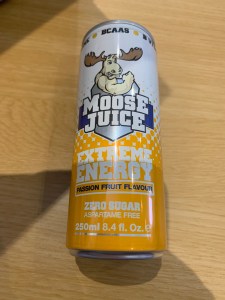 BCAAS
MOOSE
JUICE
EXTREME
ENERGY
PASSION FRUIT FLAVOUR
ZERO SUGAR
ASPARTAME FREE
250ml 8.4 fl. Oz. e